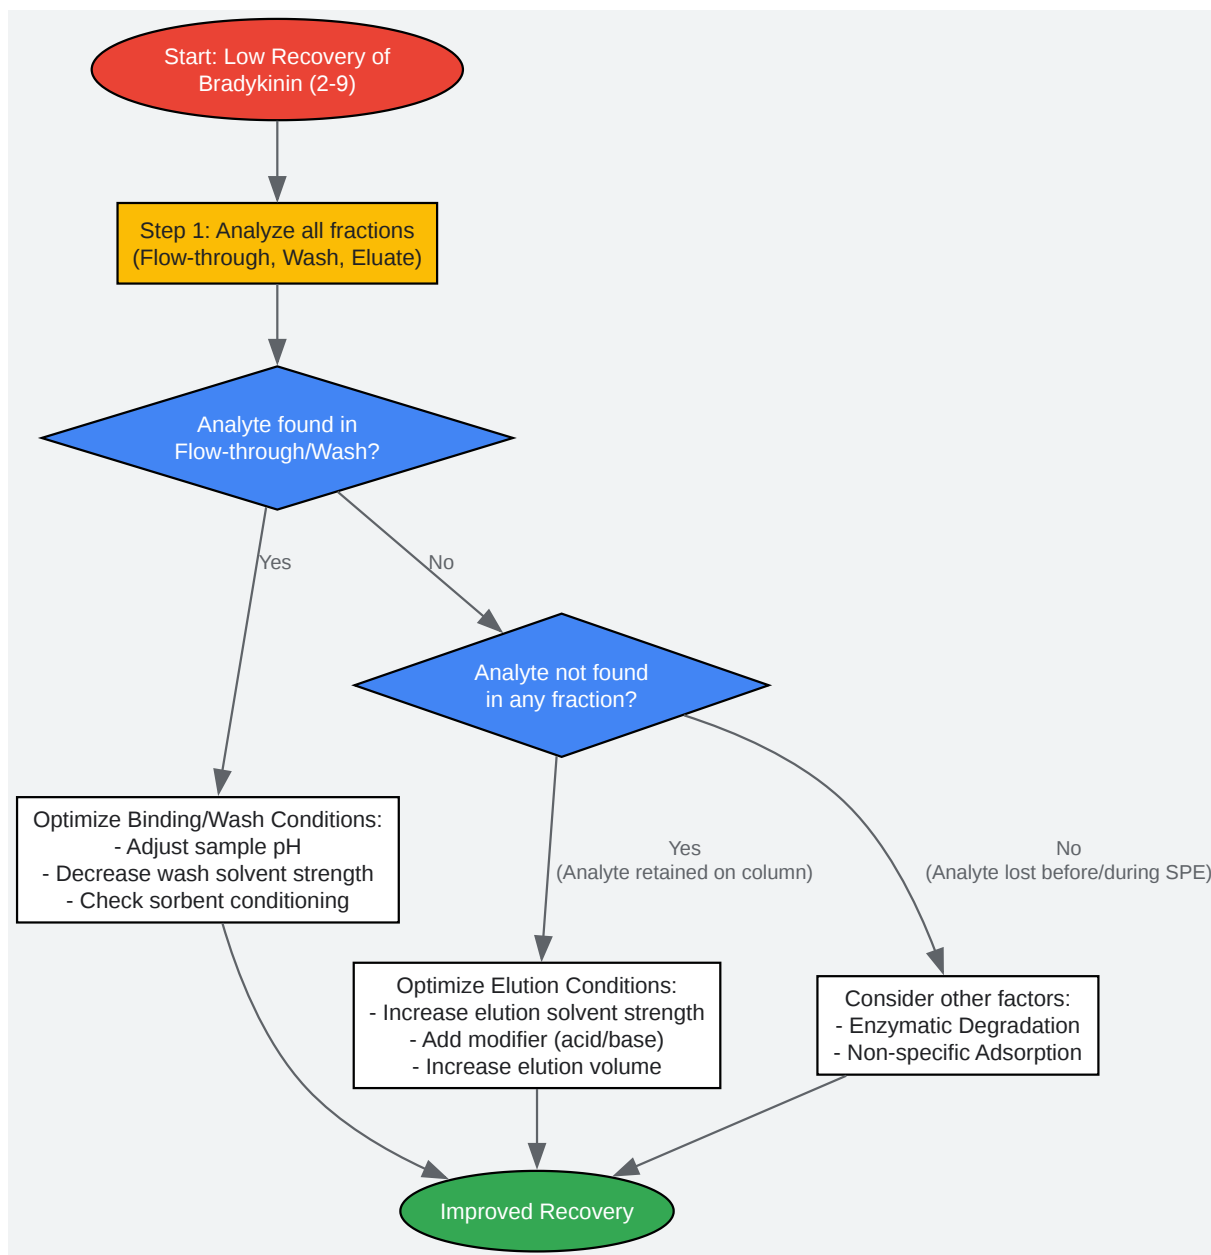 Start: Low Recovery of
Bradykinin (2-9)
Step 1: Analyze all fractions
(Flow-through, Wash, Eluate)
Analyte found in
Flow-through/Wash?
Yes
No
Analyte not found
in any fraction?
Optimize Binding/Wash Conditions:
- Adjust sample pH
- Decrease wash solvent strength
- Check sorbent conditioning
Yes
(Analyte retained on column)
No
(Analyte lost before/during SPE)
Optimize Elution Conditions:
- Increase elution solvent strength
- Add modifier (acid/base)
- Increase elution volume
Consider other factors:
- Enzymatic Degradation
- Non-specific Adsorption
Improved Recovery